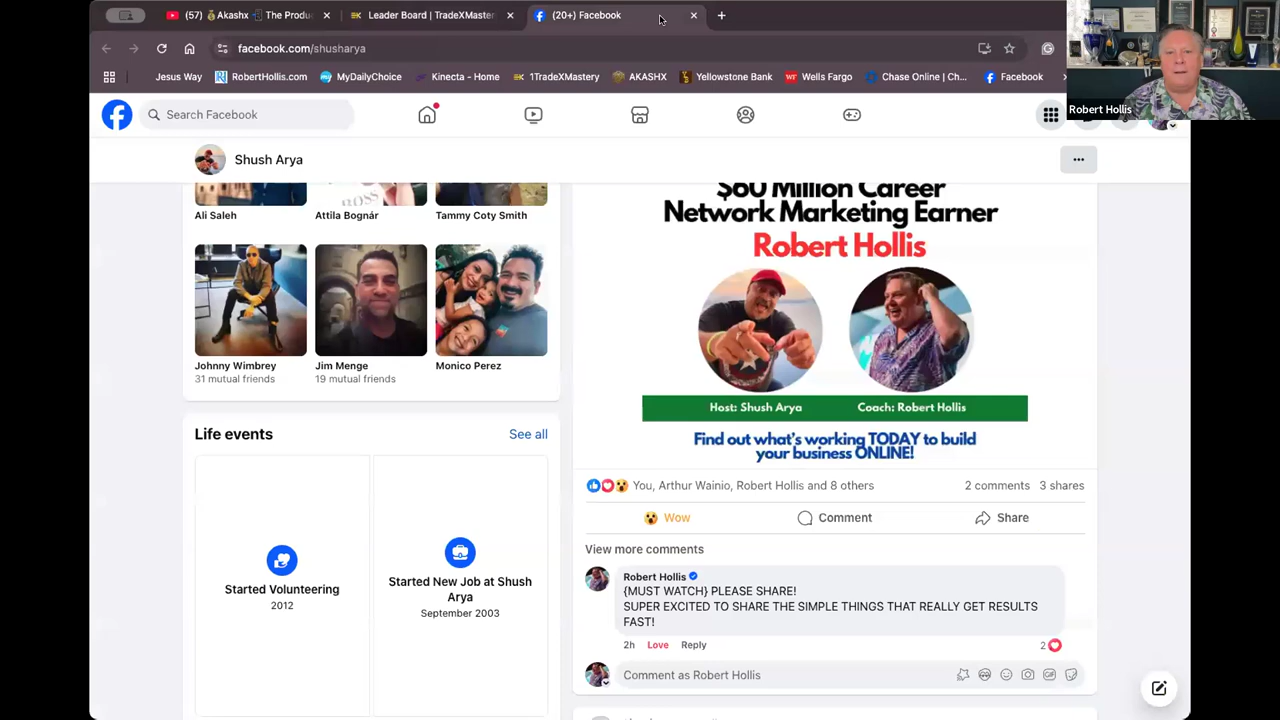 (57) 💰Akashx 📲 The Produc
Leader Board | TradeXMaster
(20+) Facebook
facebook.com/shusharya
Jesus Way
RobertHollis.com
MyDailyChoice
Kinecta - Home
1TradeXMastery
AKASHX
Yellowstone Bank
Wells Fargo
Chase Online | Ch...
Facebook
Robert Hollis
Search Facebook
Shush Arya
Ali Saleh
Attila Bognár
Tammy Coty Smith
Johnny Wimbrey
31 mutual friends
Jim Menge
19 mutual friends
Monico Perez
Life events
See all
Started Volunteering
2012
Started New Job at Shush
Arya
September 2003
$60 Million Career
Network Marketing Earner
Robert Hollis
Host: Shush Arya
Coach: Robert Hollis
Find out what's working TODAY to build
your business ONLINE!
You, Arthur Wainio, Robert Hollis and 8 others
2 comments 3 shares
Wow
Comment
Share
View more comments
Robert Hollis
{MUST WATCH} PLEASE SHARE!
SUPER EXCITED TO SHARE THE SIMPLE THINGS THAT REALLY GET RESULTS
FAST!
2h Love Reply
2
Comment as Robert Hollis